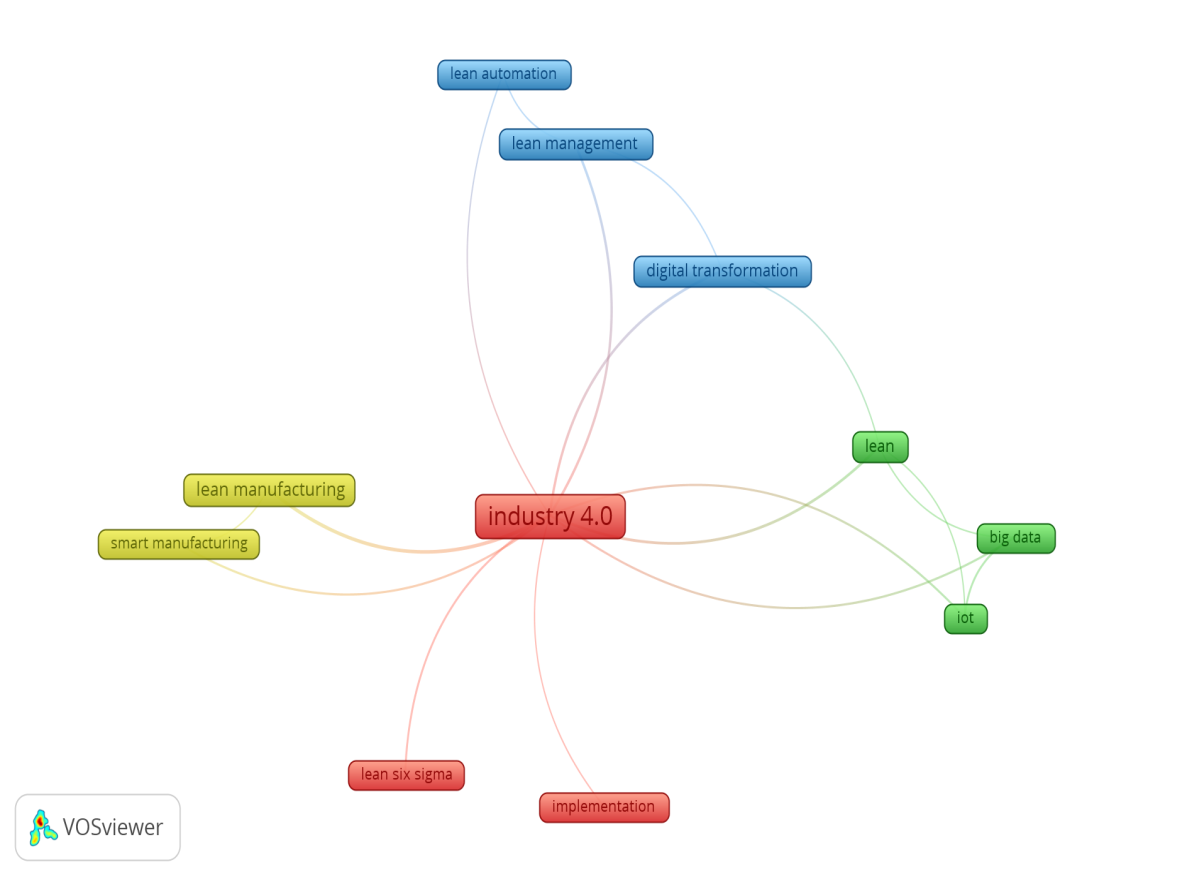 lean automation
lean management
digital transformation
lean
lean manufacturing
industry 4.0
smart manufacturing
big data
iot
lean six sigma
implementation
VOSviewer